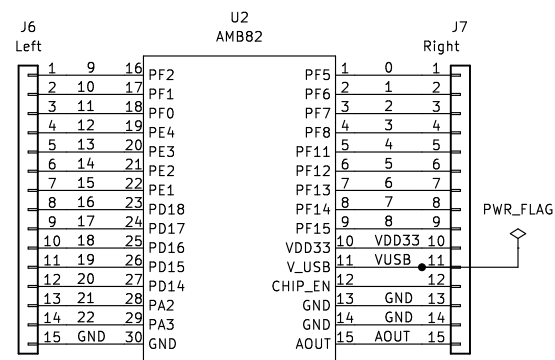 U2
AMB82
J6
Left
J7
Right
1 9 16 PF2 PF5 1 0 1
2 10 17 PF1 PF6 2 1 2
3 11 18 PF0 PF7 3 2 3
4 12 19 PE4 PF8 4 3 4
5 13 20 PE3 PF11 5 4 5
6 14 21 PE2 PF12 6 5 6
7 15 22 PE1 PF13 7 6 7
8 16 23 PD18 PF14 8 7 8
9 17 24 PD17 PF15 9 8 9
10 18 25 PD16 VDD33 10 VDD33 10
11 19 26 PD15 V_USB 11 VUSB 11
12 20 27 PD14 CHIP_EN 12 12
13 21 28 PA2 GND 13 GND 13
14 22 29 PA3 GND 14 GND 14
15 GND 30 GND AOUT 15 AOUT 15
PWR_FLAG